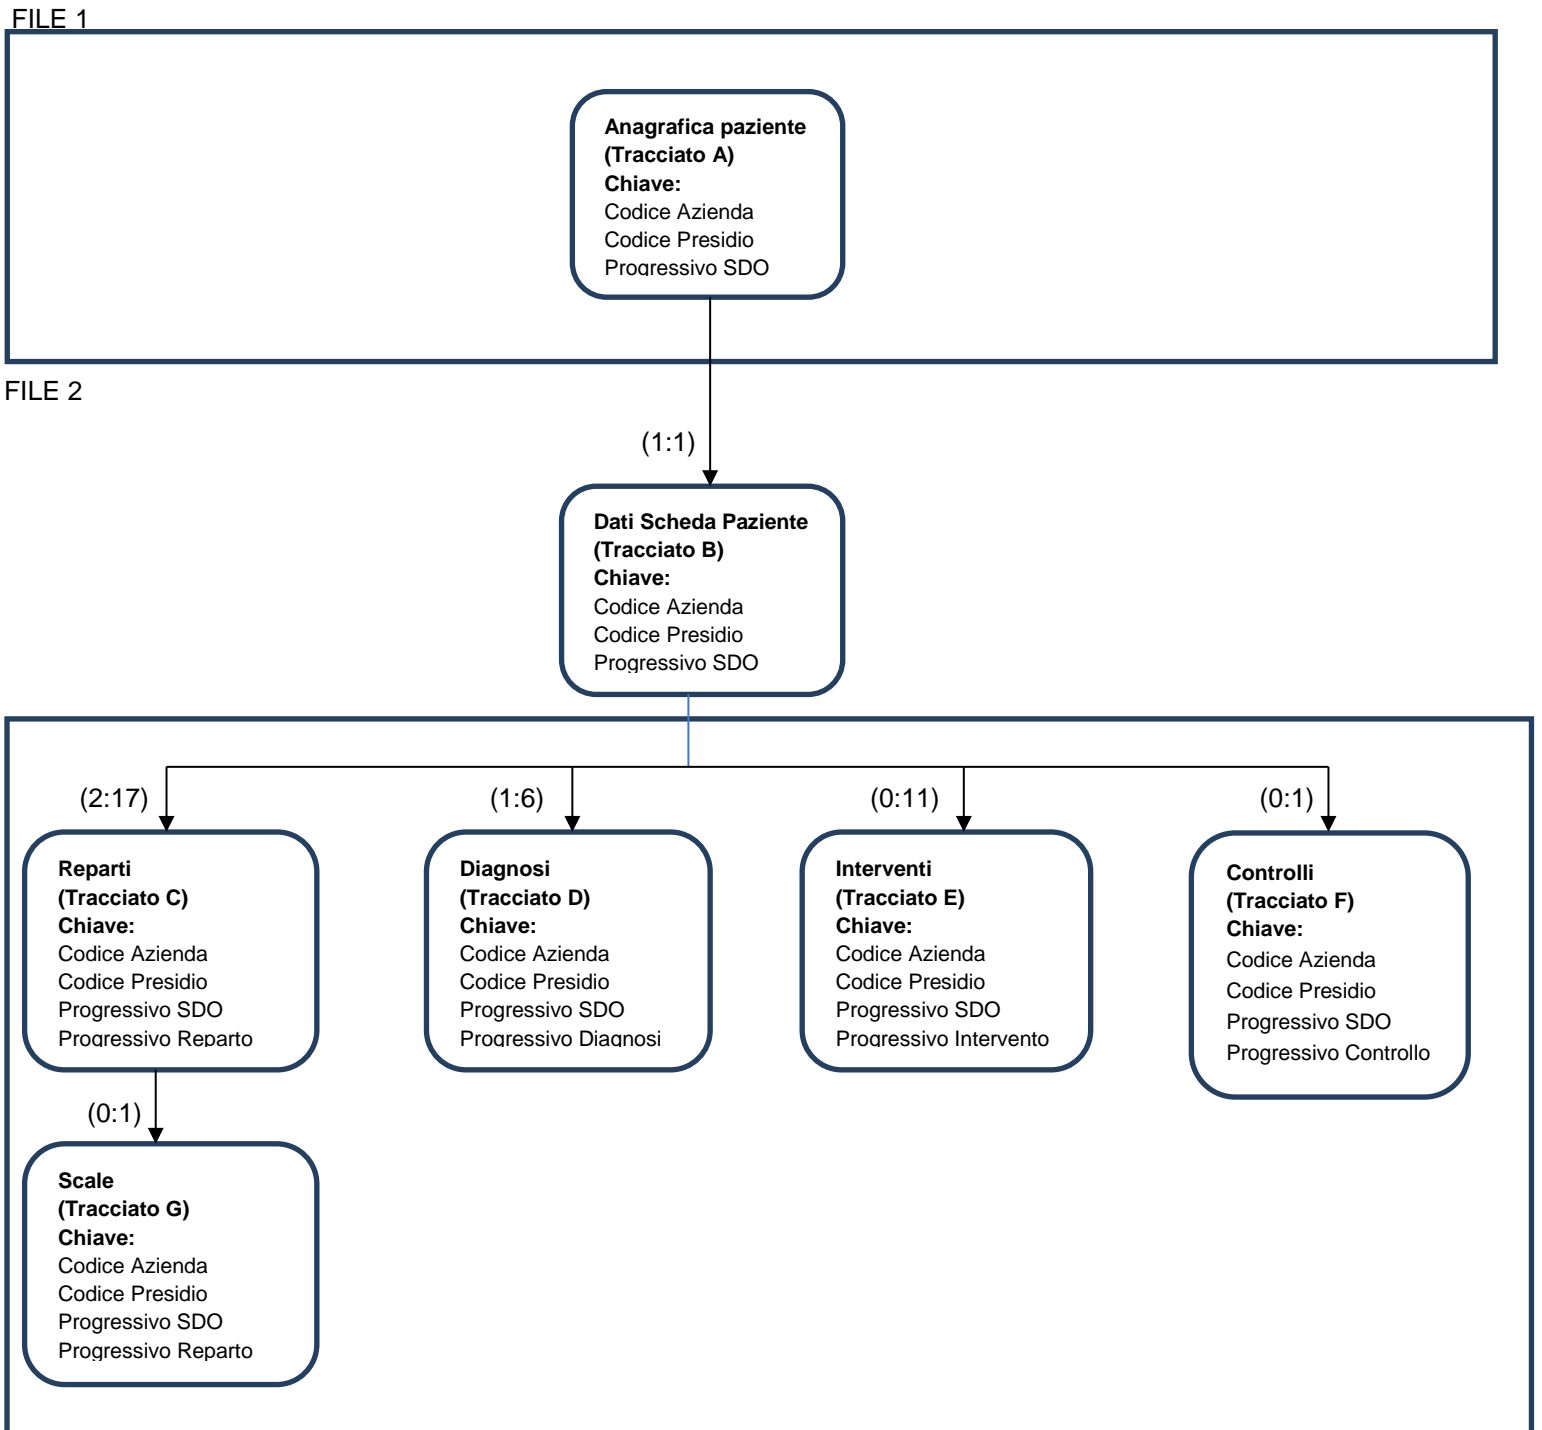 FILE 1
Anagrafica paziente
(Tracciato A)
Chiave:
Codice Azienda
Codice Presidio
Progressivo SDO
FILE 2
(1:1)
Dati Scheda Paziente
(Tracciato B)
Chiave:
Codice Azienda
Codice Presidio
Progressivo SDO
(2:17)
(1:6)
(0:11)
(0:1)
Reparti
(Tracciato C)
Chiave:
Codice Azienda
Codice Presidio
Progressivo SDO
Progressivo Reparto
Diagnosi
(Tracciato D)
Chiave:
Codice Azienda
Codice Presidio
Progressivo SDO
Progressivo Diagnosi
Interventi
(Tracciato E)
Chiave:
Codice Azienda
Codice Presidio
Progressivo SDO
Progressivo Intervento
Controlli
(Tracciato F)
Chiave:
Codice Azienda
Codice Presidio
Progressivo SDO
Progressivo Controllo
(0:1)
Scale
(Tracciato G)
Chiave:
Codice Azienda
Codice Presidio
Progressivo SDO
Progressivo Reparto